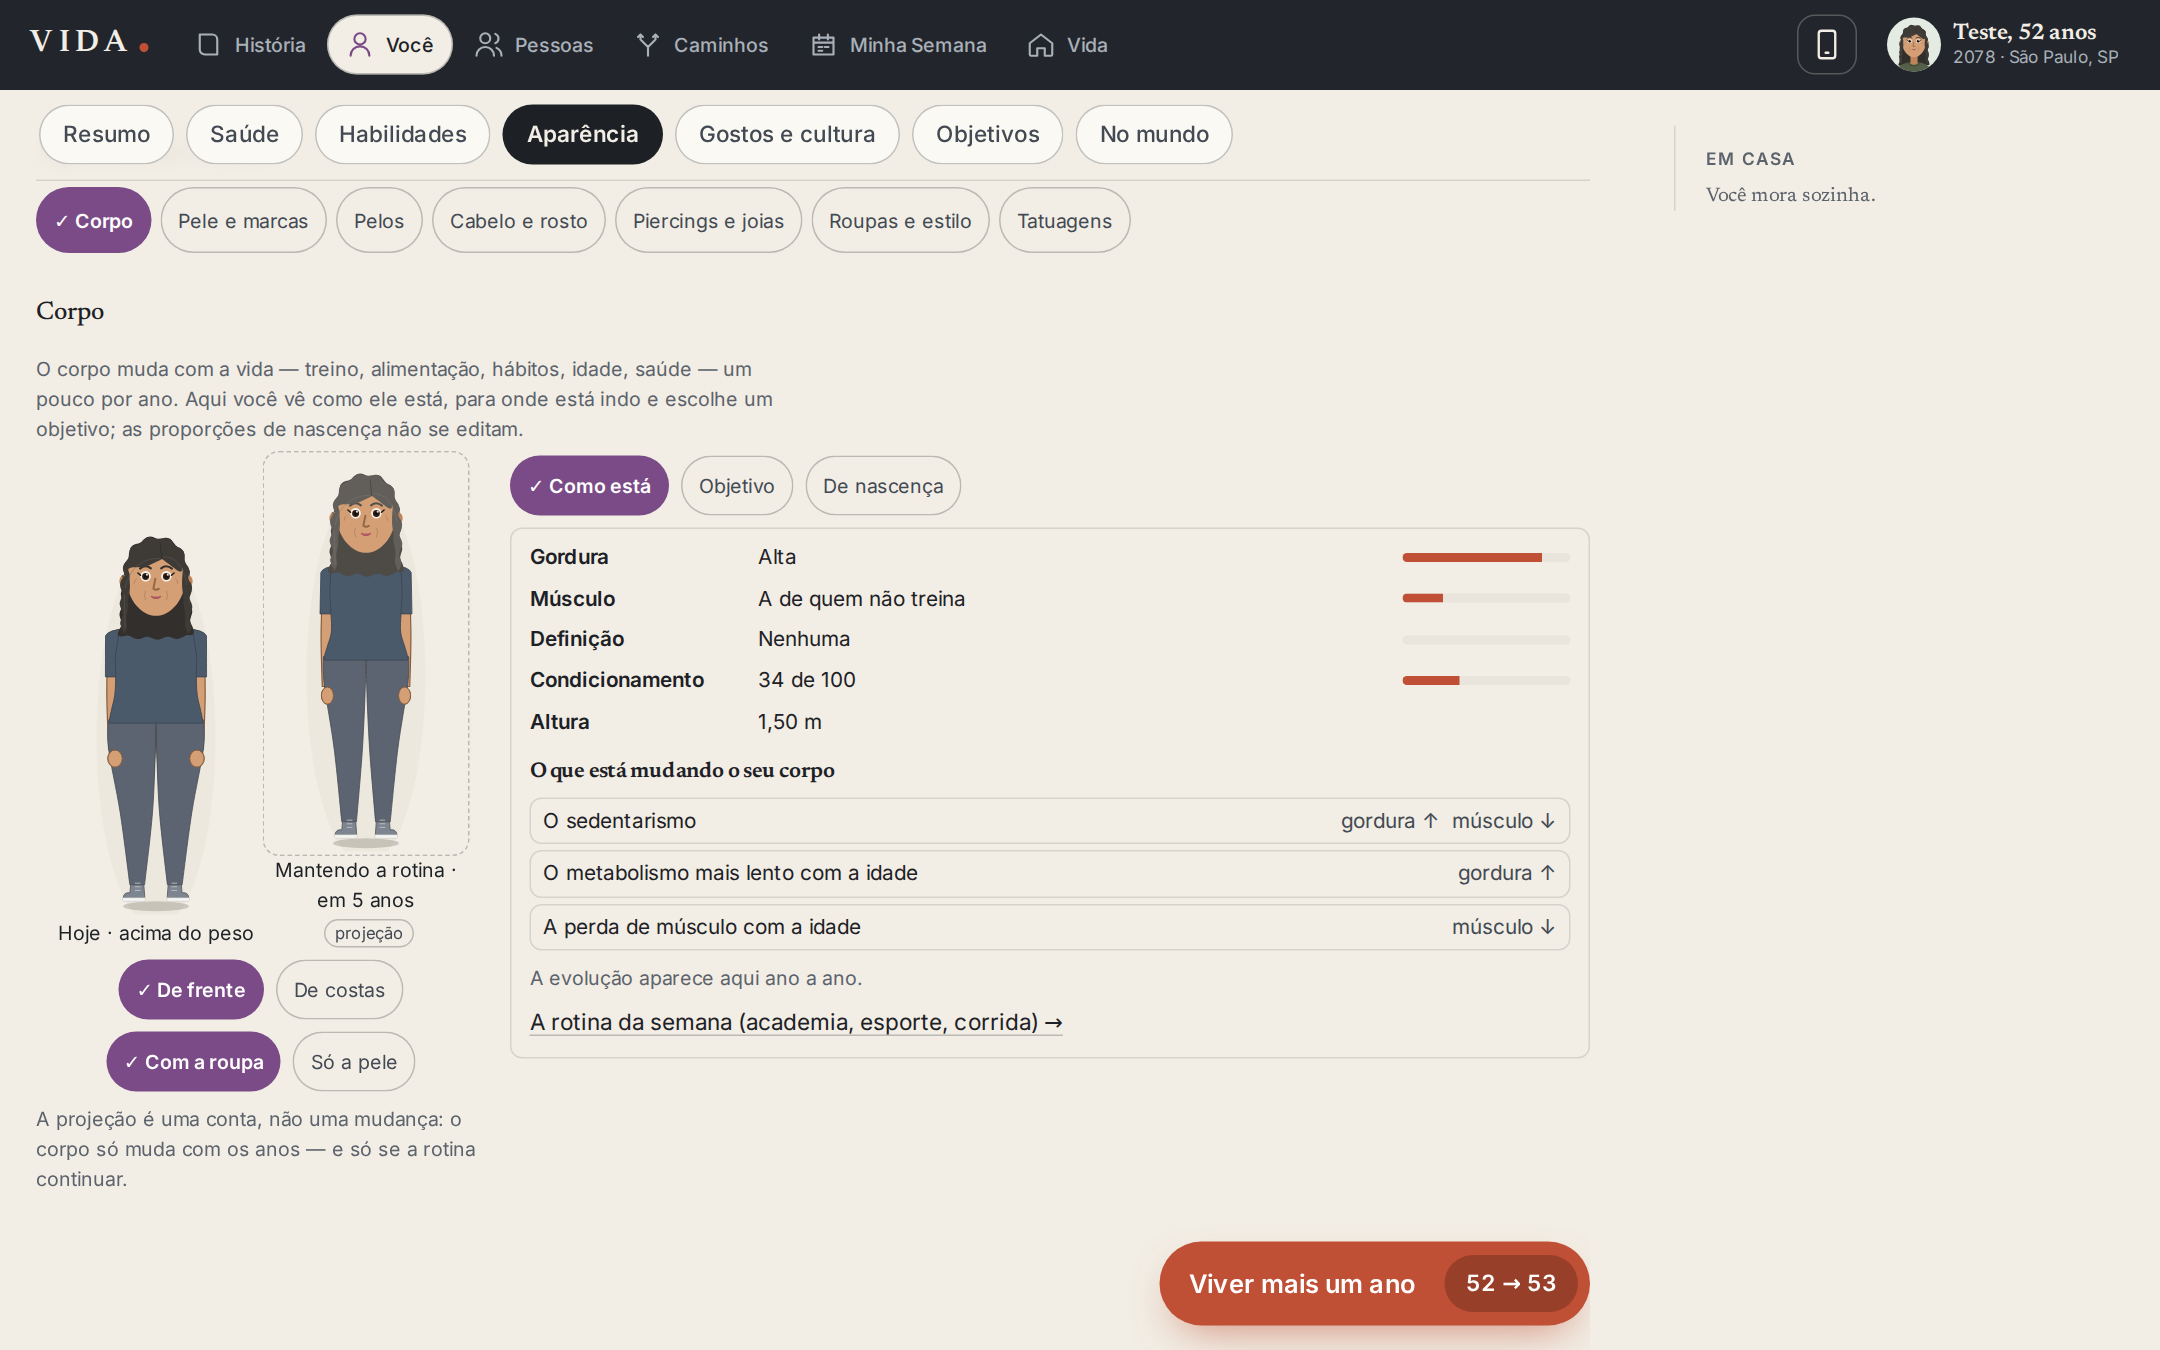 VIDA
História
Você
Pessoas
Caminhos
Minha Semana
Vida
Teste, 52 anos
2078 · São Paulo, SP
Resumo
Saúde
Habilidades
Aparência
Gostos e cultura
Objetivos
No mundo
EM CASA
Você mora sozinha.
✓ Corpo
Pele e marcas
Pelos
Cabelo e rosto
Piercings e joias
Roupas e estilo
Tatuagens
Corpo
O corpo muda com a vida — treino, alimentação, hábitos, idade, saúde — um
pouco por ano. Aqui você vê como ele está, para onde está indo e escolhe um
objetivo; as proporções de nascença não se editam.
Hoje · acima do peso
Mantendo a rotina ·
em 5 anos
projeção
✓ De frente
De costas
✓ Com a roupa
Só a pele
A projeção é uma conta, não uma mudança: o
corpo só muda com os anos — e só se a rotina
continuar.
✓ Como está
Objetivo
De nascença
Gordura Alta
Músculo A de quem não treina
Definição Nenhuma
Condicionamento 34 de 100
Altura 1,50 m
O que está mudando o seu corpo
O sedentarismo gordura ↑ músculo ↓
O metabolismo mais lento com a idade gordura ↑
A perda de músculo com a idade músculo ↓
A evolução aparece aqui ano a ano.
A rotina da semana (academia, esporte, corrida) →
Viver mais um ano 52 → 53